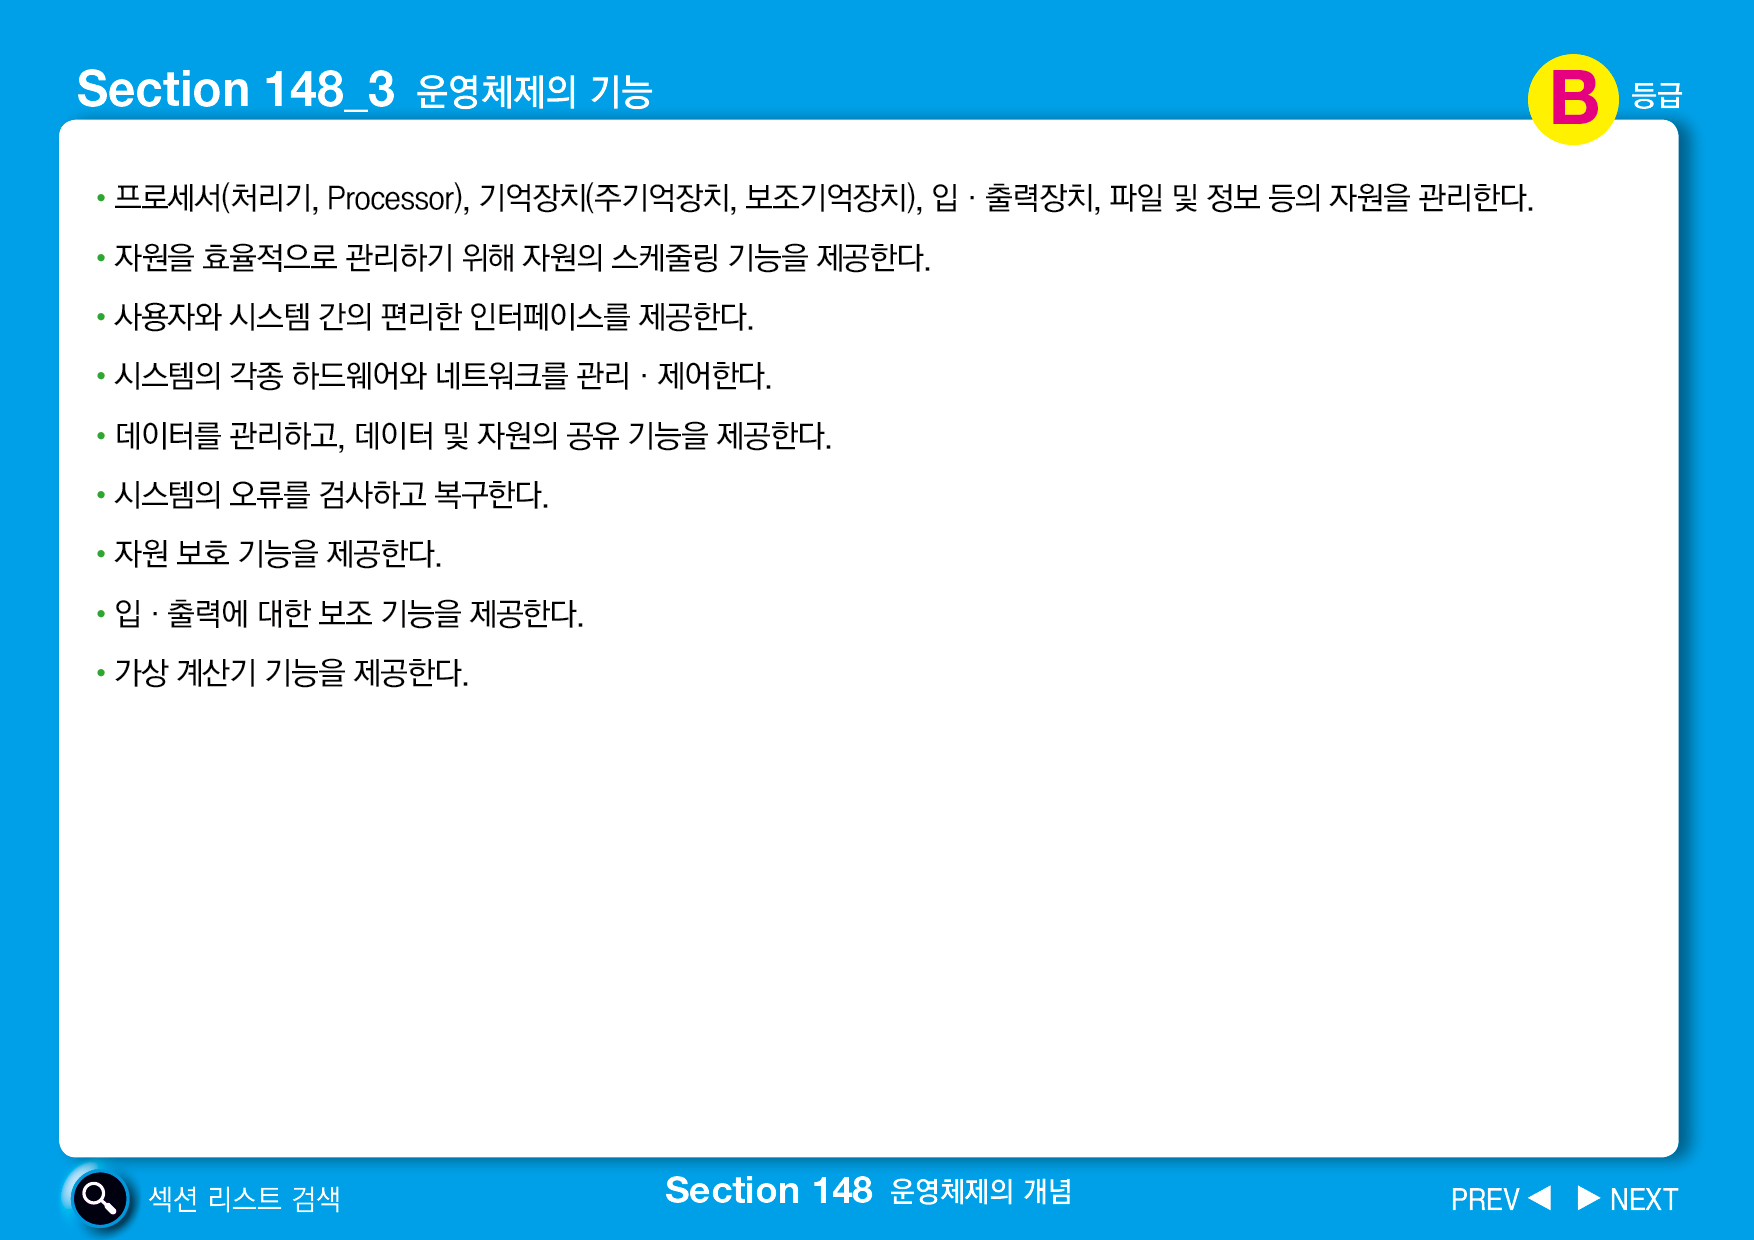 Section 148_3 운영체제의 기능
B 등급
• 프로세서(처리기, Processor), 기억장치(주기억장치, 보조기억장치), 입 · 출력장치, 파일 및 정보 등의 자원을 관리한다.
• 자원을 효율적으로 관리하기 위해 자원의 스케줄링 기능을 제공한다.
• 사용자와 시스템 간의 편리한 인터페이스를 제공한다.
• 시스템의 각종 하드웨어와 네트워크를 관리 · 제어한다.
• 데이터를 관리하고, 데이터 및 자원의 공유 기능을 제공한다.
• 시스템의 오류를 검사하고 복구한다.
• 자원 보호 기능을 제공한다.
• 입 · 출력에 대한 보조 기능을 제공한다.
• 가상 계산기 기능을 제공한다.
섹션 리스트 검색
Section 148 운영체제의 개념
PREV ◀ ▶ NEXT